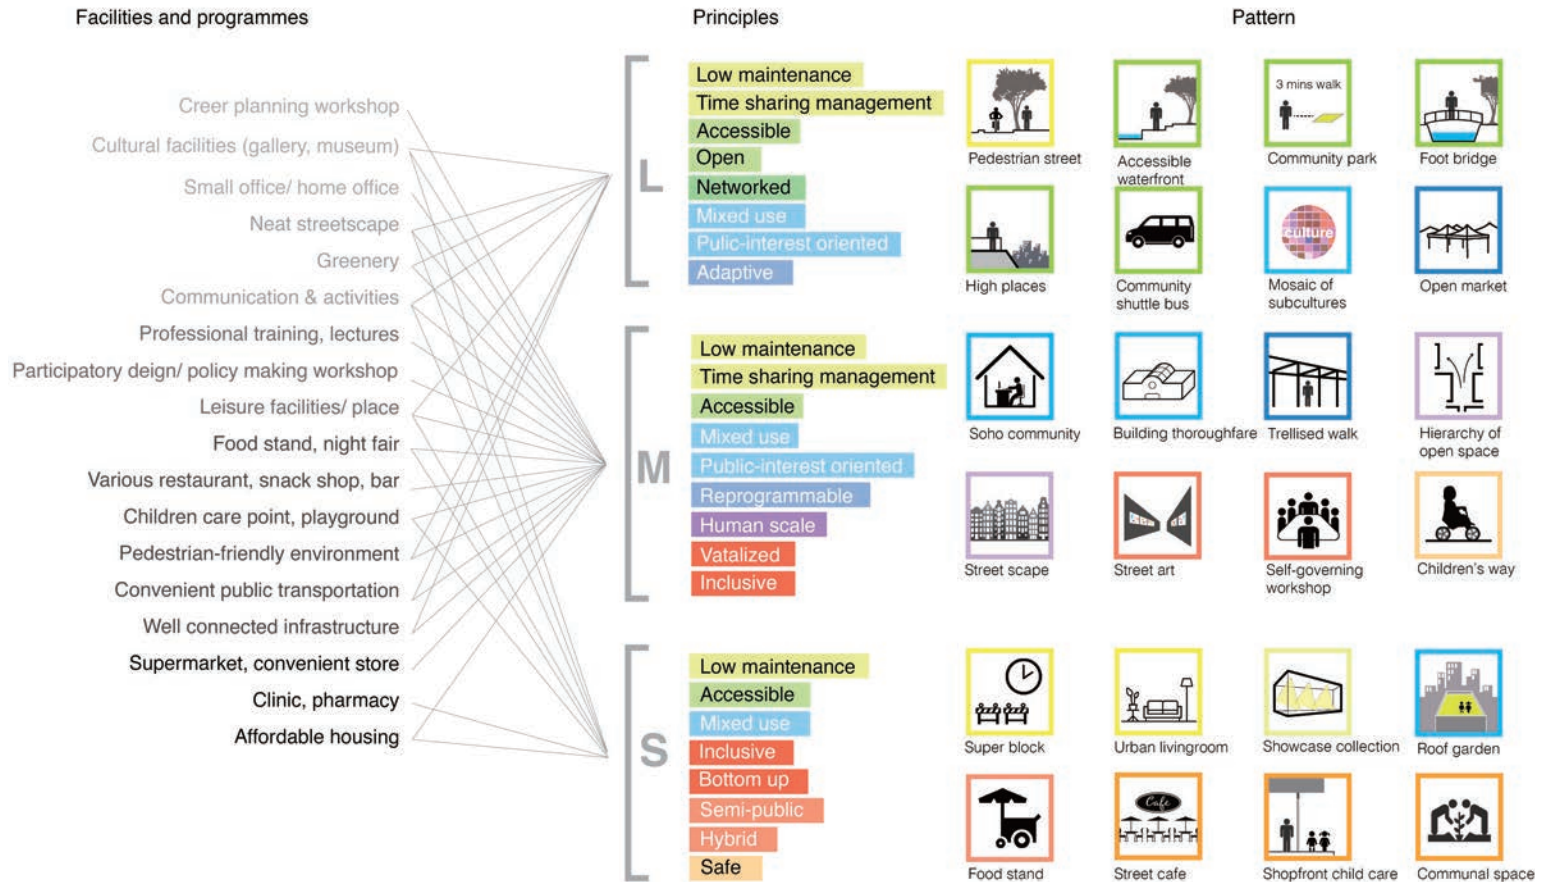 Facilities and programmes
Creer planning workshop
Cultural facilities (gallery, museum)
Small office/ home office
Neat streetscape
Greenery
Communication & activities
Professional training, lectures
Participatory deign/ policy making workshop
Leisure facilities/ place
Food stand, night fair
Various restaurant, snack shop, bar
Children care point, playground
Pedestrian-friendly environment
Convenient public transportation
Well connected infrastructure
Supermarket, convenient store
Clinic, pharmacy
Affordable housing
Principles
L
Low maintenance
Time sharing management
Accessible
Open
Networked
Mixed use
Pulic-interest oriented
Adaptive
M
Low maintenance
Time sharing management
Accessible
Mixed use
Public-interest oriented
Reprogrammable
Human scale
Vatalized
Inclusive
S
Low maintenance
Accessible
Mixed use
Inclusive
Bottom up
Semi-public
Hybrid
Safe
Pattern
Pedestrian street
Accessible
waterfront
3 mins walk
Community park
Foot bridge
High places
Community
shuttle bus
culture
Mosaic of
subcultures
Open market
Soho community
Building thoroughfare
Trellised walk
Hierarchy of
open space
Street scape
Street art
Self-governing
workshop
Children's way
Super block
Urban livingroom
Showcase collection
Roof garden
Food stand
Cafe
Street cafe
Shopfront child care
Communal space